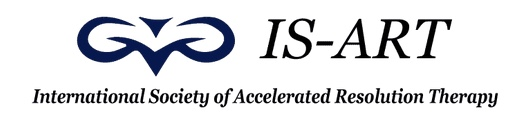 IS-ART
International Society of Accelerated Resolution Therapy